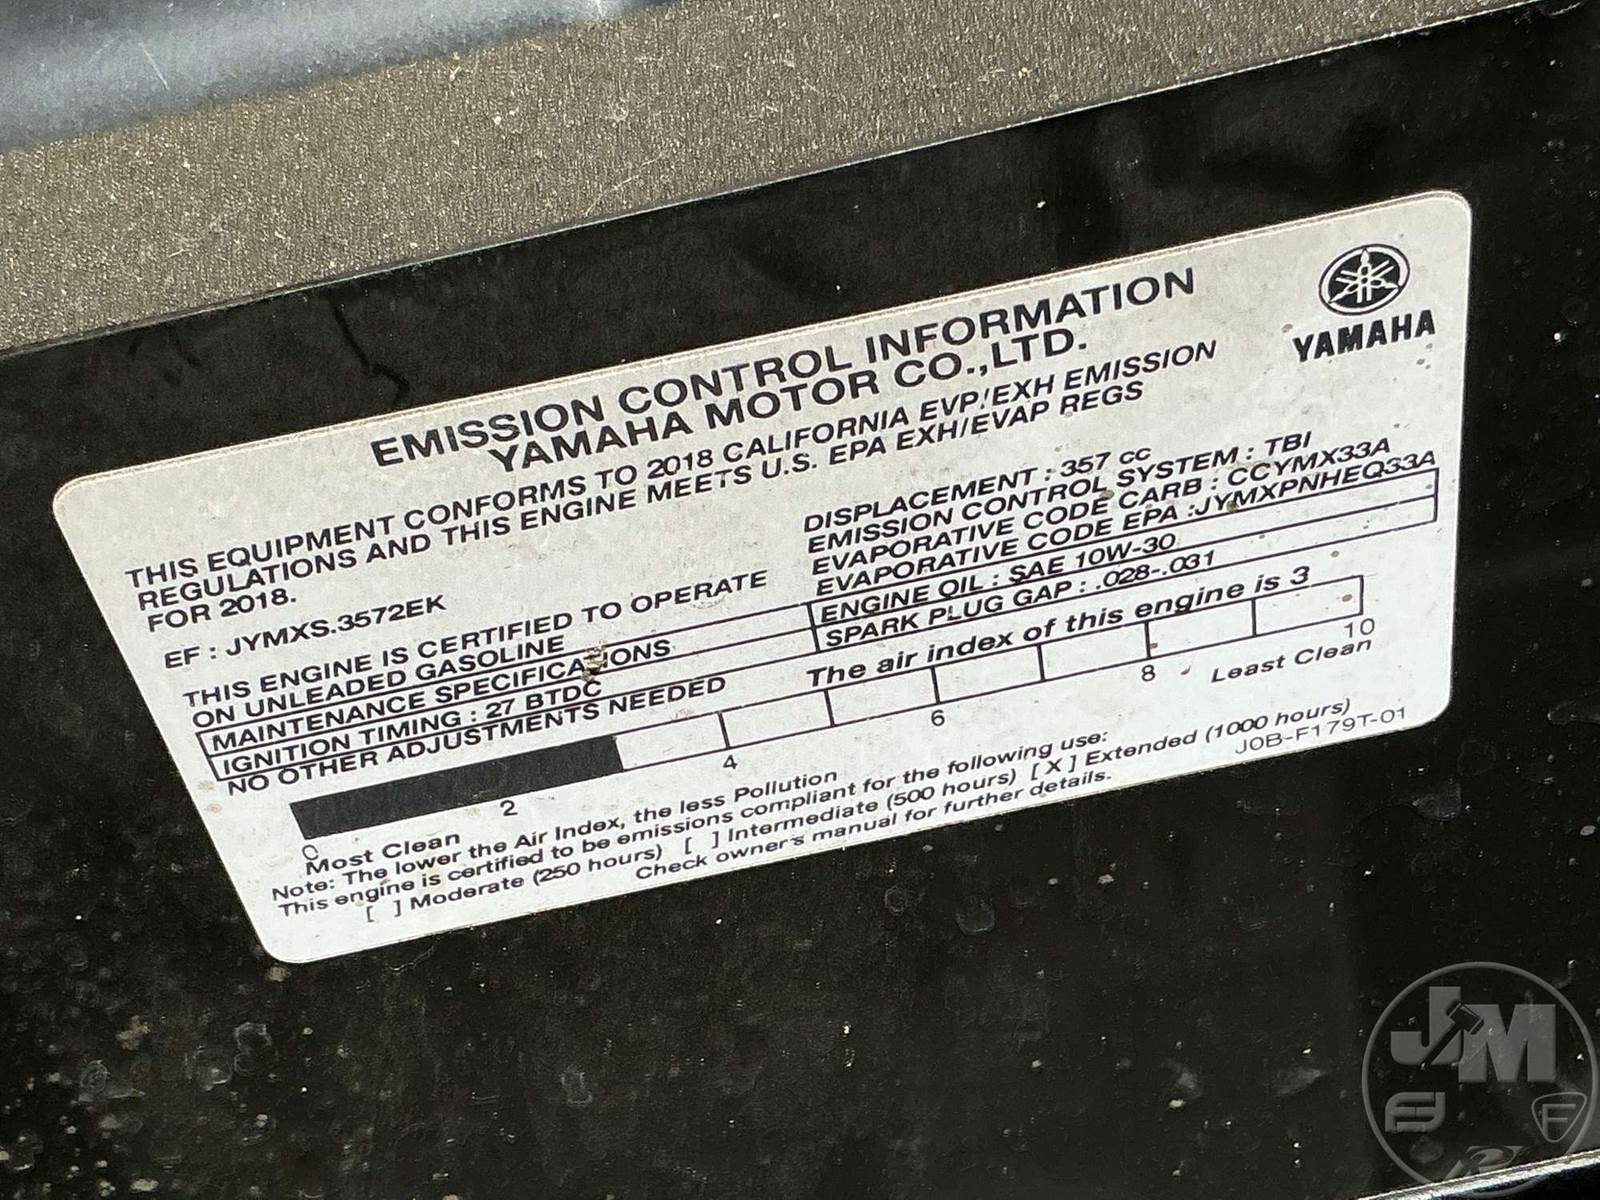 EMISSION CONTROL INFORMATION
YAMAHA MOTOR CO.,LTD.
YAMAHA
THIS EQUIPMENT CONFORMS TO 2018 CALIFORNIA EVP/EXH EMISSION
REGULATIONS AND THIS ENGINE MEETS U.S. EPA EXH/EVAP REGS
FOR 2018.
EF : JYMXS.3572EK
THIS ENGINE IS CERTIFIED TO OPERATE
ON UNLEADED GASOLINE
DISPLACEMENT : 357 cc
EMISSION CONTROL SYSTEM : TBI
EVAPORATIVE CODE CARB : CCYMX33A
EVAPORATIVE CODE EPA :JYMXPNHEQ33A
MAINTENANCE SPECIFICATIONS
ENGINE OIL : SAE 10W-30
IGNITION TIMING : 27 BTDC
SPARK PLUG GAP : .028-.031
NO OTHER ADJUSTMENTS NEEDED
The air index of this engine is 3
0 2 4 6 8 10
Most Clean
Least Clean
Note: The lower the Air Index, the less Pollution
This engine is certified to be emissions compliant for the following use:
[ ] Moderate (250 hours) [ ] Intermediate (500 hours) [ X ] Extended (1000 hours)
Check owner's manual for further details.
J0B-F179T-01
JM